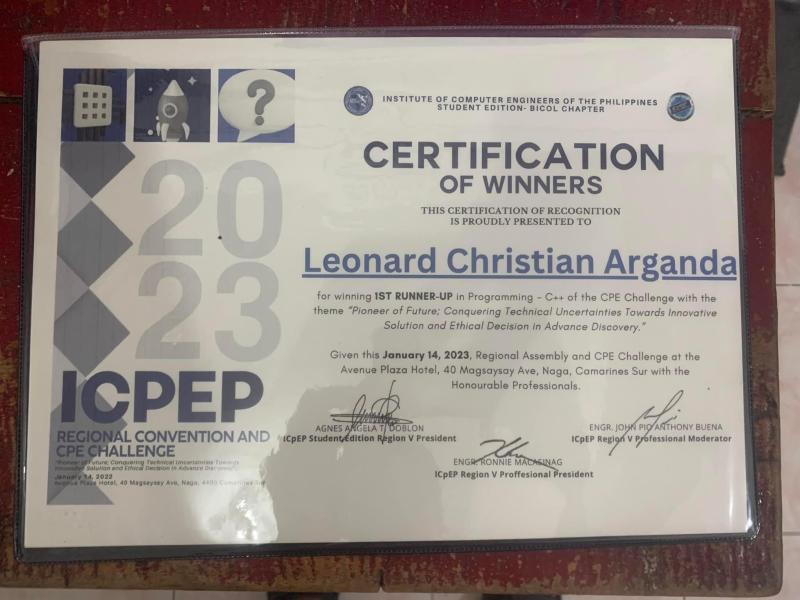 INSTITUTE OF COMPUTER ENGINEERS OF THE PHILIPPINES
STUDENT EDITION- BICOL CHAPTER
CERTIFICATION
OF WINNERS
THIS CERTIFICATION OF RECOGNITION
IS PROUDLY PRESENTED TO
Leonard Christian Arganda
for winning 1ST RUNNER-UP in Programming - C++ of the CPE Challenge with the
theme "Pioneer of Future; Conquering Technical Uncertainties Towards Innovative
Solution and Ethical Decision in Advance Discovery."
Given this January 14, 2023, Regional Assembly and CPE Challenge at the
Avenue Plaza Hotel, 40 Magsaysay Ave, Naga, Camarines Sur with the
Honourable Professionals.
AGNES ANGELA T. DOBLON
ICpEP Student Edition Region V President
ENGR. JOHN PIO ANTHONY BUENA
ICpEP Region V Professional Moderator
ENGR. RONNIE MACASINAG
ICpEP Region V Proffesional President
?
20
23
ICPEP
REGIONAL CONVENTION AND
CPE CHALLENGE
"Pioneer of Future; Conquering Technical Uncertainties Towards
Innovative Solution and Ethical Decision in Advance Discovery."
January 14, 2022
Avenue Plaza Hotel, 40 Magsaysay Ave, Naga, 4400 Camarines Sur